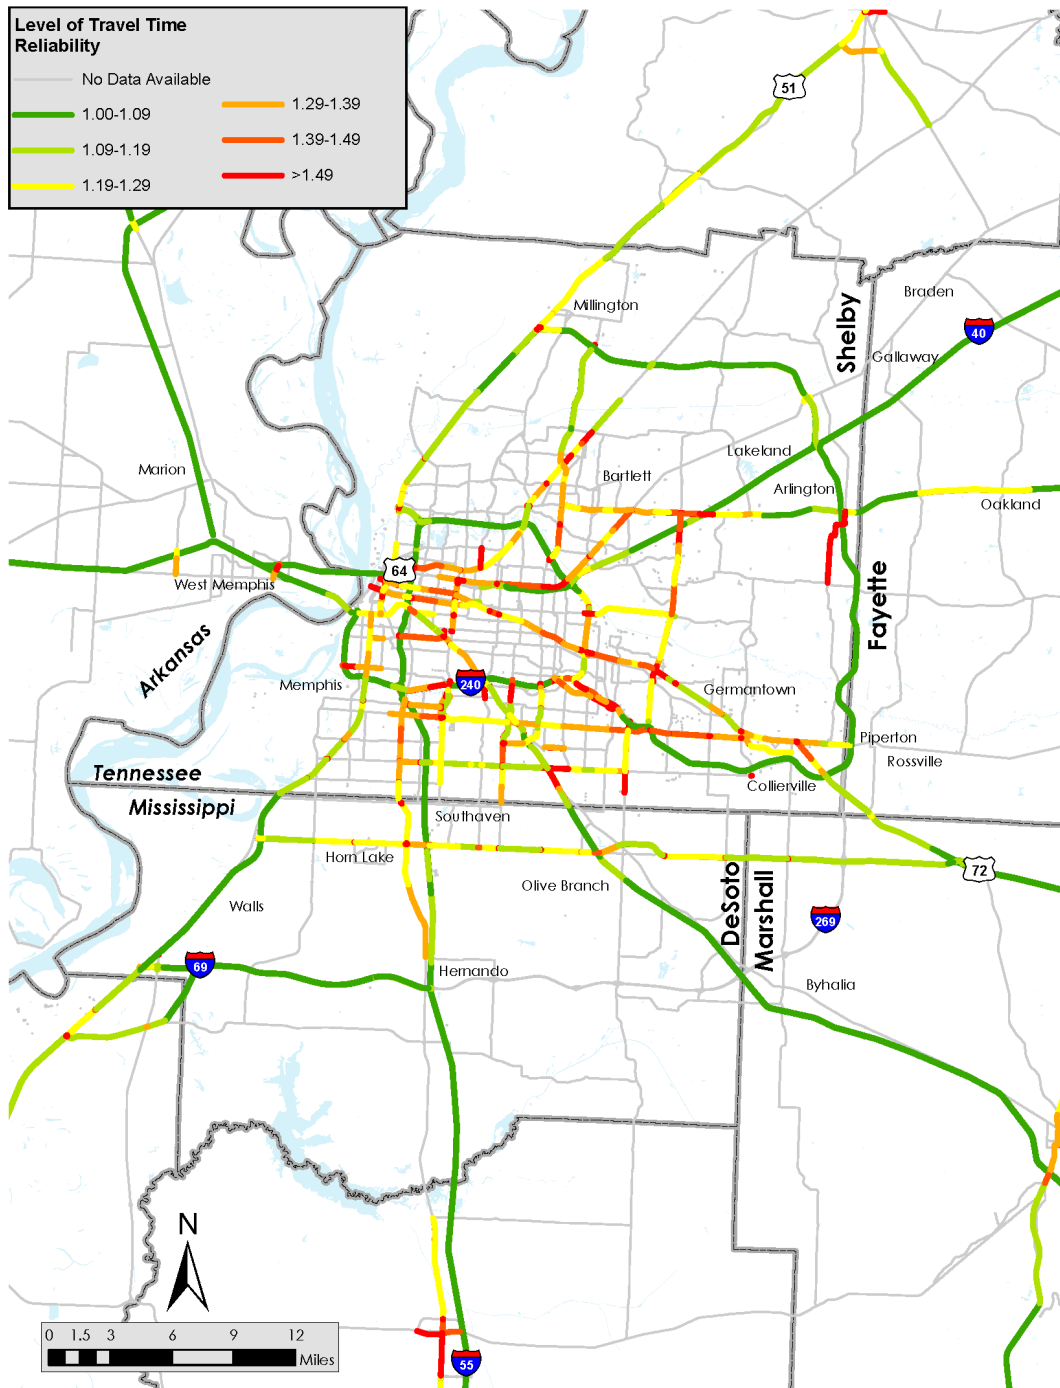 Level of Travel Time
Reliability
No Data Available
1.00-1.09
1.09-1.19
1.19-1.29
1.29-1.39
1.39-1.49
>1.49
51
Millington
Shelby
Braden
40
Gallaway
Marion
Bartlett
Lakeland
Arlington
Oakland
64
West Memphis
Fayette
Arkansas
Memphis
240
Germantown
Piperton
Rossville
Tennessee
Mississippi
Collierville
Southaven
Horn Lake
Olive Branch
72
DeSoto
Marshall
Walls
269
69
Hernando
Byhalia
N
0 1.5 3 6 9 12
Miles
55